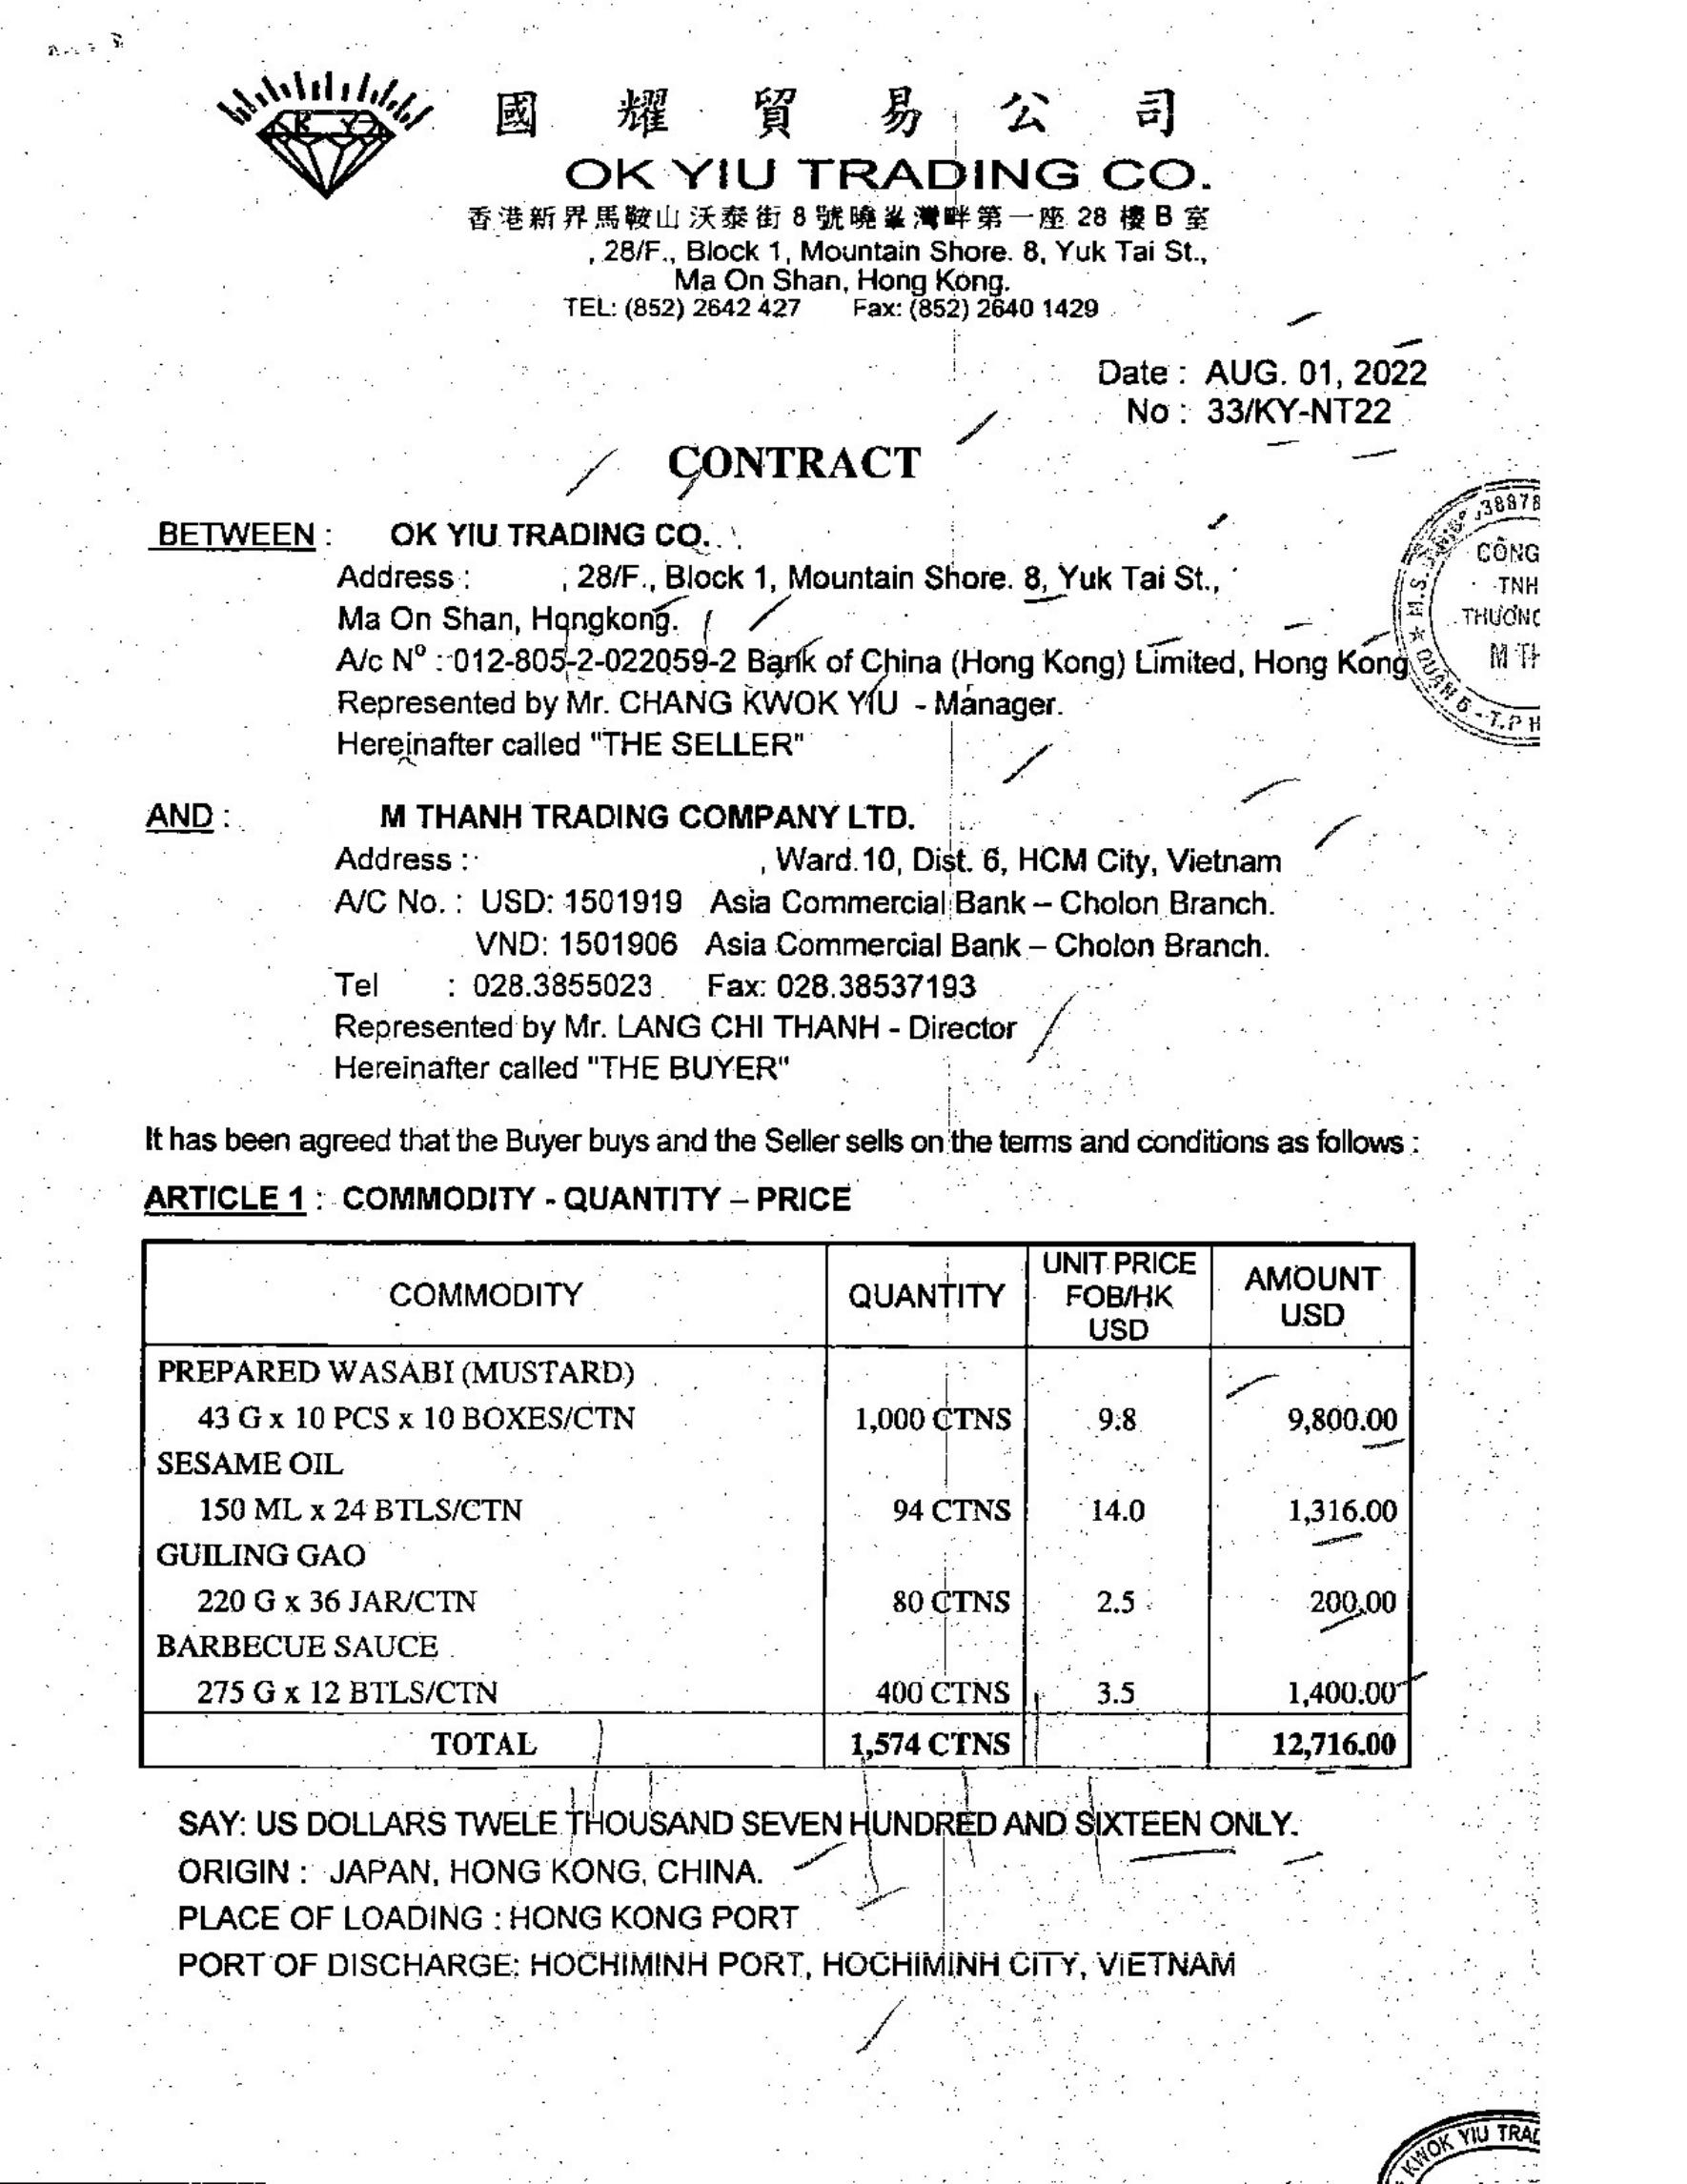 國耀貿易公司
OK YIU TRADING CO.
香港新界馬鞍山沃泰街8號曉峯灣畔第一座28樓B室
, 28/F., Block 1, Mountain Shore. 8, Yuk Tai St.,
Ma On Shan, Hong Kong.
TEL: (852) 2642 427 Fax: (852) 2640 1429
Date : AUG. 01, 2022
No : 33/KY-NT22
CONTRACT
BETWEEN : OK YIU TRADING CO.
Address : , 28/F., Block 1, Mountain Shore. 8, Yuk Tai St.,
Ma On Shan, Hongkong.
A/c Nº : 012-805-2-022059-2 Bank of China (Hong Kong) Limited, Hong Kong
Represented by Mr. CHANG KWOK YIU - Manager.
Hereinafter called "THE SELLER"
38878
CÔNG
TNH
THƯƠNG
M TH
★ M.S.
QUẬN 6 - T.P H
AND : M THANH TRADING COMPANY LTD.
Address : , Ward.10, Dist. 6, HCM City, Vietnam
A/C No. : USD: 1501919 Asia Commercial Bank – Cholon Branch.
VND: 1501906 Asia Commercial Bank – Cholon Branch.
Tel : 028.3855023 Fax: 028.38537193
Represented by Mr. LANG CHI THANH - Director
Hereinafter called "THE BUYER"
It has been agreed that the Buyer buys and the Seller sells on the terms and conditions as follows :
ARTICLE 1 : COMMODITY - QUANTITY – PRICE
COMMODITY QUANTITY UNIT PRICE FOB/HK USD AMOUNT USD
PREPARED WASABI (MUSTARD)
43 G x 10 PCS x 10 BOXES/CTN 1,000 CTNS 9.8 9,800.00
SESAME OIL
150 ML x 24 BTLS/CTN 94 CTNS 14.0 1,316.00
GUILING GAO
220 G x 36 JAR/CTN 80 CTNS 2.5 200.00
BARBECUE SAUCE
275 G x 12 BTLS/CTN 400 CTNS 3.5 1,400.00
TOTAL 1,574 CTNS 12,716.00
SAY: US DOLLARS TWELE THOUSAND SEVEN HUNDRED AND SIXTEEN ONLY.
ORIGIN : JAPAN, HONG KONG, CHINA.
PLACE OF LOADING : HONG KONG PORT
PORT OF DISCHARGE: HOCHIMINH PORT, HOCHIMINH CITY, VIETNAM
KWOK YIU TRAD